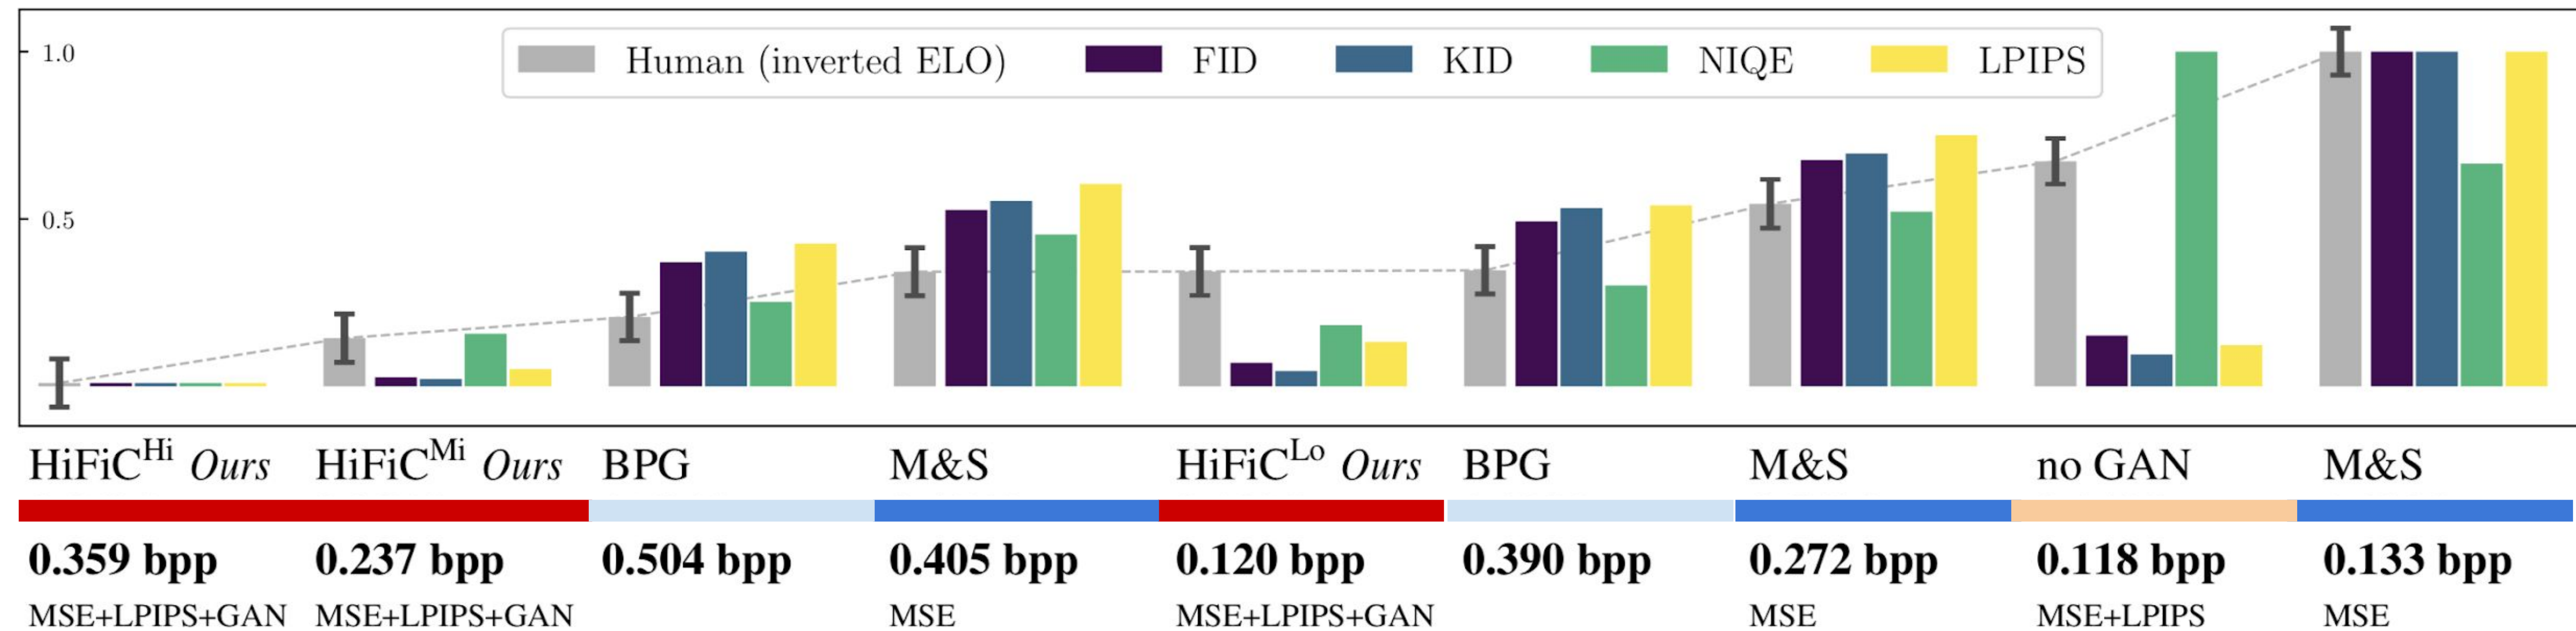 1.0
0.5
Human (inverted ELO) FID KID NIQE LPIPS
HiFiC^Hi Ours HiFiC^Mi Ours BPG M&S HiFiC^Lo Ours BPG M&S no GAN M&S
0.359 bpp 0.237 bpp 0.504 bpp 0.405 bpp 0.120 bpp 0.390 bpp 0.272 bpp 0.118 bpp 0.133 bpp
MSE+LPIPS+GAN MSE+LPIPS+GAN MSE MSE+LPIPS+GAN MSE MSE+LPIPS MSE